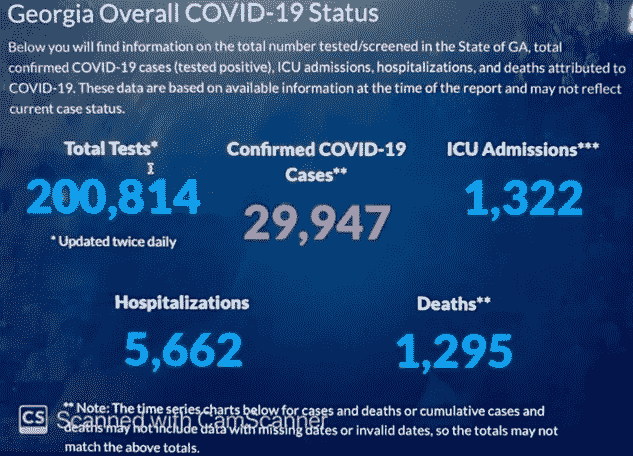 Georgia Overall COVID-19 Status
Below you will find information on the total number tested/screened in the State of GA, total
confirmed COVID-19 cases (tested positive), ICU admissions, hospitalizations, and deaths attributed to
COVID-19. These data are based on available information at the time of the report and may not reflect
current case status.
Total Tests*
200,814
* Updated twice daily
Confirmed COVID-19
Cases**
29,947
ICU Admissions***
1,322
Hospitalizations
5,662
Deaths**
1,295
** Note: The time series charts below for cases and deaths or cumulative cases and
deaths may not include data with missing dates or invalid dates, so the totals may not
match the above totals.
CS Scanned with CamScanner